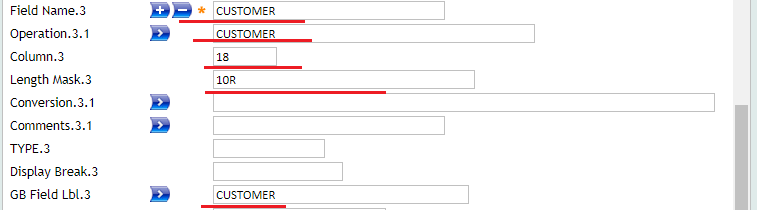 Field Name.3 * CUSTOMER
Operation.3.1 CUSTOMER
Column.3 18
Length Mask.3 10R
Conversion.3.1
Comments.3.1
TYPE.3
Display Break.3
GB Field Lbl.3 CUSTOMER